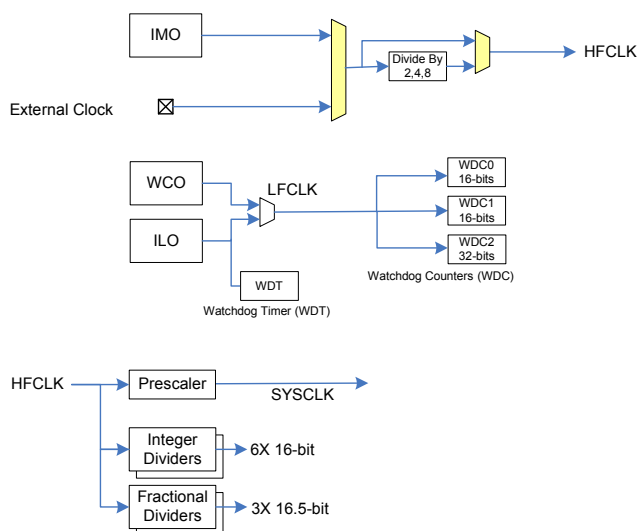 IMO
Divide By
2,4,8
HFCLK
External Clock
WCO
LFCLK
WDC0
16-bits
ILO
WDC1
16-bits
WDC2
32-bits
WDT
Watchdog Timer (WDT)
Watchdog Counters (WDC)
HFCLK
Prescaler
SYSCLK
Integer
Dividers
6X 16-bit
Fractional
Dividers
3X 16.5-bit